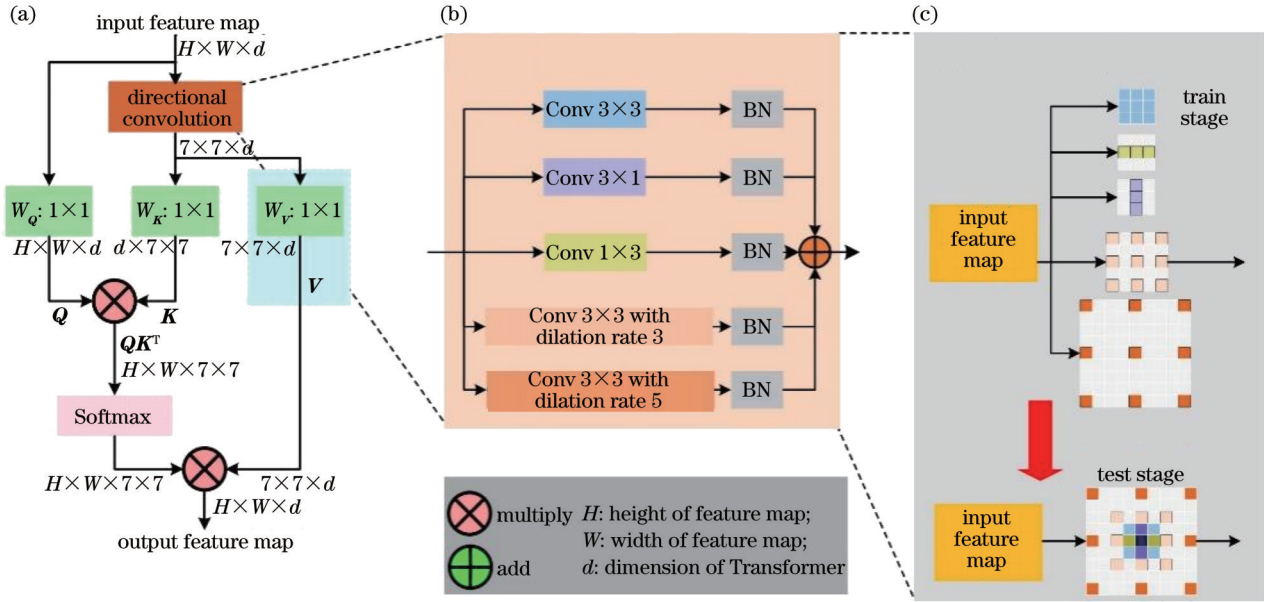 (a)
input feature map
H×W×d
directional
convolution
7×7×d
W_Q: 1×1
W_K: 1×1
W_V: 1×1
H×W×d
d×7×7
7×7×d
Q
K
V
QK^T
H×W×7×7
Softmax
H×W×7×7
7×7×d
H×W×d
output feature map
(b)
Conv 3×3
BN
Conv 3×1
BN
Conv 1×3
BN
Conv 3×3 with
dilation rate 3
BN
Conv 3×3 with
dilation rate 5
BN
multiply
add
H: height of feature map;
W: width of feature map;
d: dimension of Transformer
(c)
train
stage
input
feature
map
test stage
input
feature
map